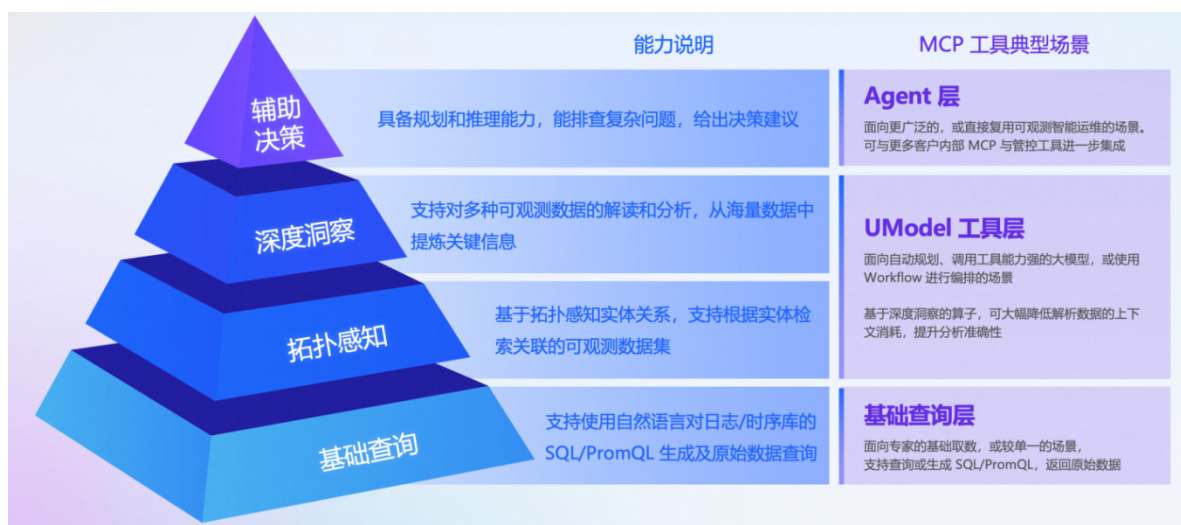 能力说明
MCP 工具典型场景
辅助
决策
具备规划和推理能力，能排查复杂问题，给出决策建议
Agent 层
面向更广泛的，或直接复用可观测智能运维的场景。
可与更多客户内部 MCP 与管控工具进一步集成
深度洞察
支持对多种可观测数据的解读和分析，从海量数据中
提炼关键信息
UModel 工具层
面向自动规划、调用工具能力强的大模型，或使用
Workflow 进行编排的场景
基于深度洞察的算子，可大幅降低解析数据的上下
文消耗，提升分析准确性
拓扑感知
基于拓扑感知实体关系，支持根据实体检
索关联的可观测数据集
基础查询
支持使用自然语言对日志/时序库的
SQL/PromQL 生成及原始数据查询
基础查询层
面向专家的基础取数，或较单一的场景，
支持查询或生成 SQL/PromQL，返回原始数据